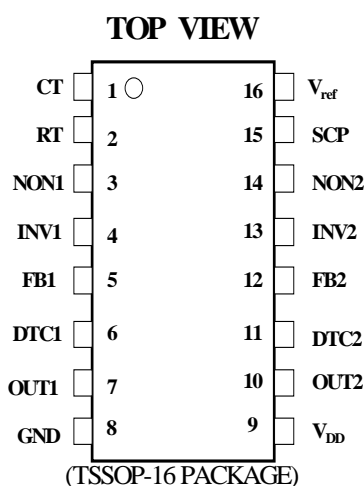 TOP VIEW
CT 1 16 Vref
RT 2 15 SCP
NON1 3 14 NON2
INV1 4 13 INV2
FB1 5 12 FB2
DTC1 6 11 DTC2
OUT1 7 10 OUT2
GND 8 9 VDD
(TSSOP-16 PACKAGE)